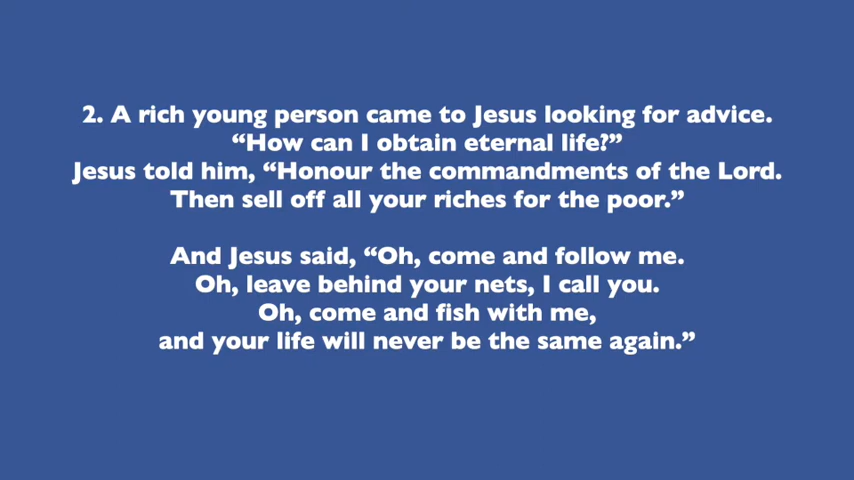 2. A rich young person came to Jesus looking for advice.
“How can I obtain eternal life?”
Jesus told him, “Honour the commandments of the Lord.
Then sell off all your riches for the poor.”
And Jesus said, “Oh, come and follow me.
Oh, leave behind your nets, I call you.
Oh, come and fish with me,
and your life will never be the same again.”